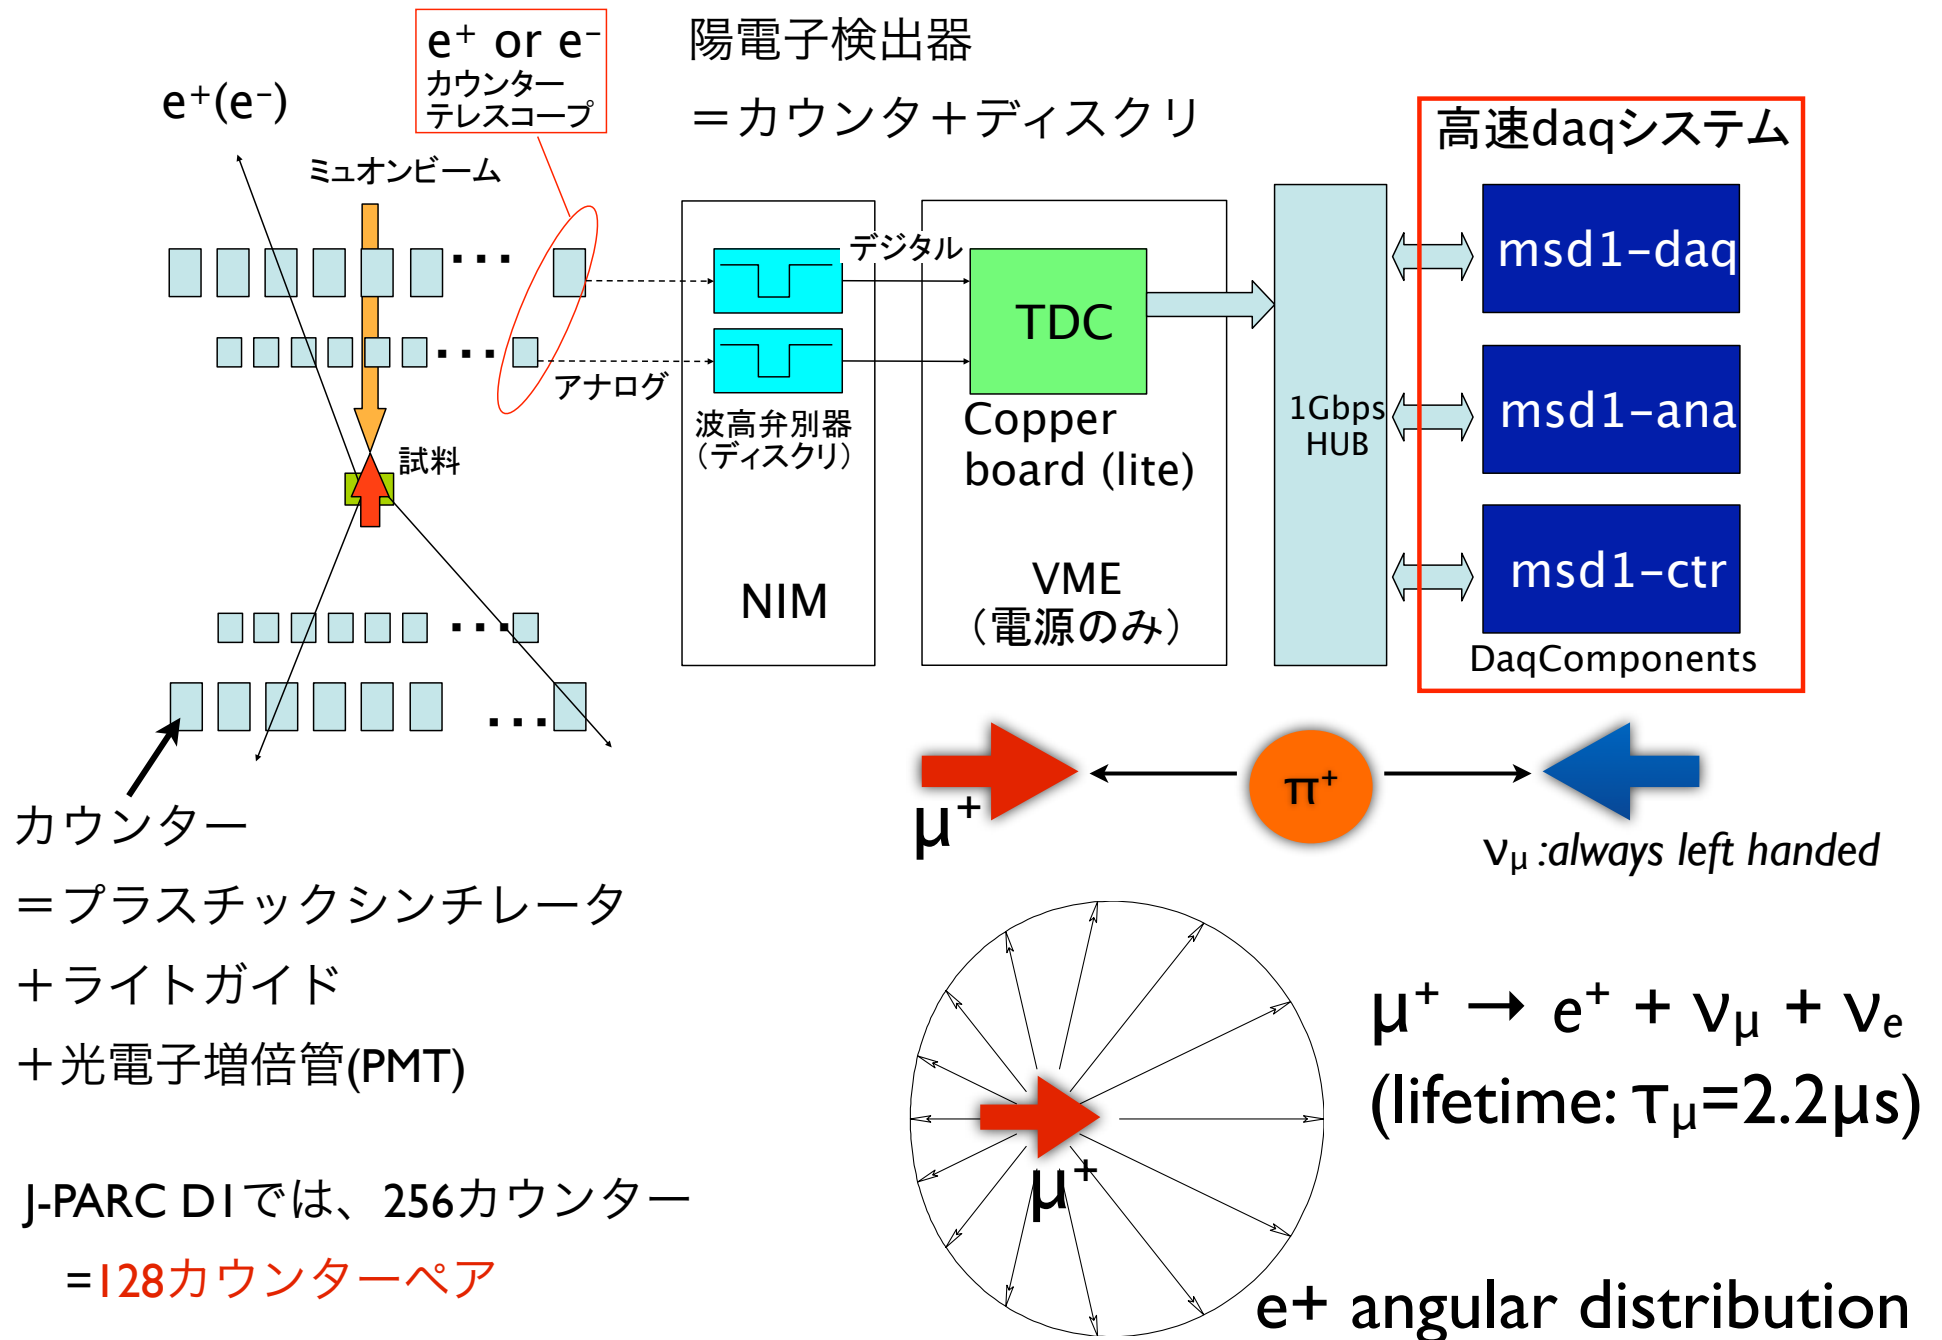 e⁺ or e⁻
カウンター
テレスコープ
陽電子検出器
＝カウンタ＋ディスクリ
e⁺(e⁻)
ミュオンビーム
高速daqシステム
デジタル
アナログ
試料
波高弁別器
（ディスクリ）
NIM
TDC
Copper
board (lite)
VME
（電源のみ）
1Gbps
HUB
msd1-daq
msd1-ana
msd1-ctr
DaqComponents
カウンター
＝プラスチックシンチレータ
＋ライトガイド
＋光電子増倍管(PMT)
J-PARC D1では、256カウンター
=128カウンターペア
μ⁺
π⁺
νμ :always left handed
μ⁺
μ⁺ → e⁺ + νμ + νe
(lifetime: τμ=2.2μs)
e+ angular distribution